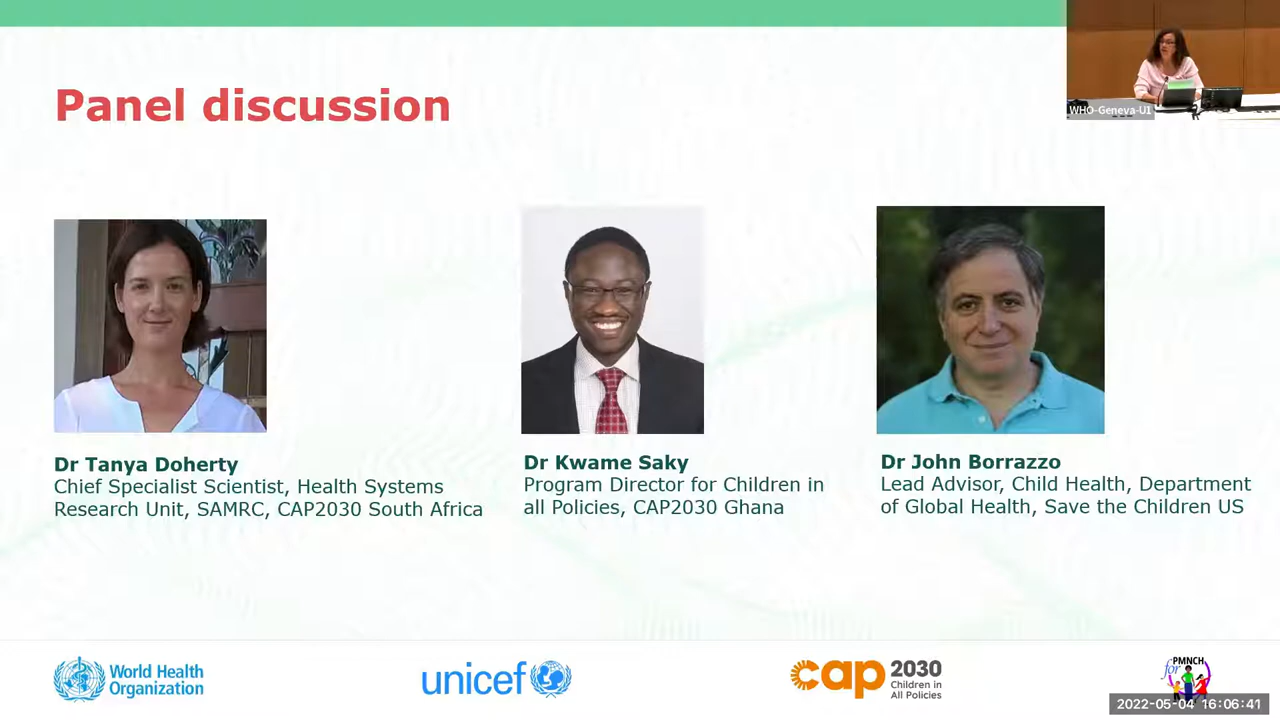 Panel discussion
WHO-Geneva-U1
Dr Tanya Doherty
Chief Specialist Scientist, Health Systems
Research Unit, SAMRC, CAP2030 South Africa
Dr Kwame Saky
Program Director for Children in
all Policies, CAP2030 Ghana
Dr John Borrazzo
Lead Advisor, Child Health, Department
of Global Health, Save the Children US
World Health
Organization
unicef
cap 2030
Children in
All Policies
PMNCH
for
2022-05-04 16:06:41